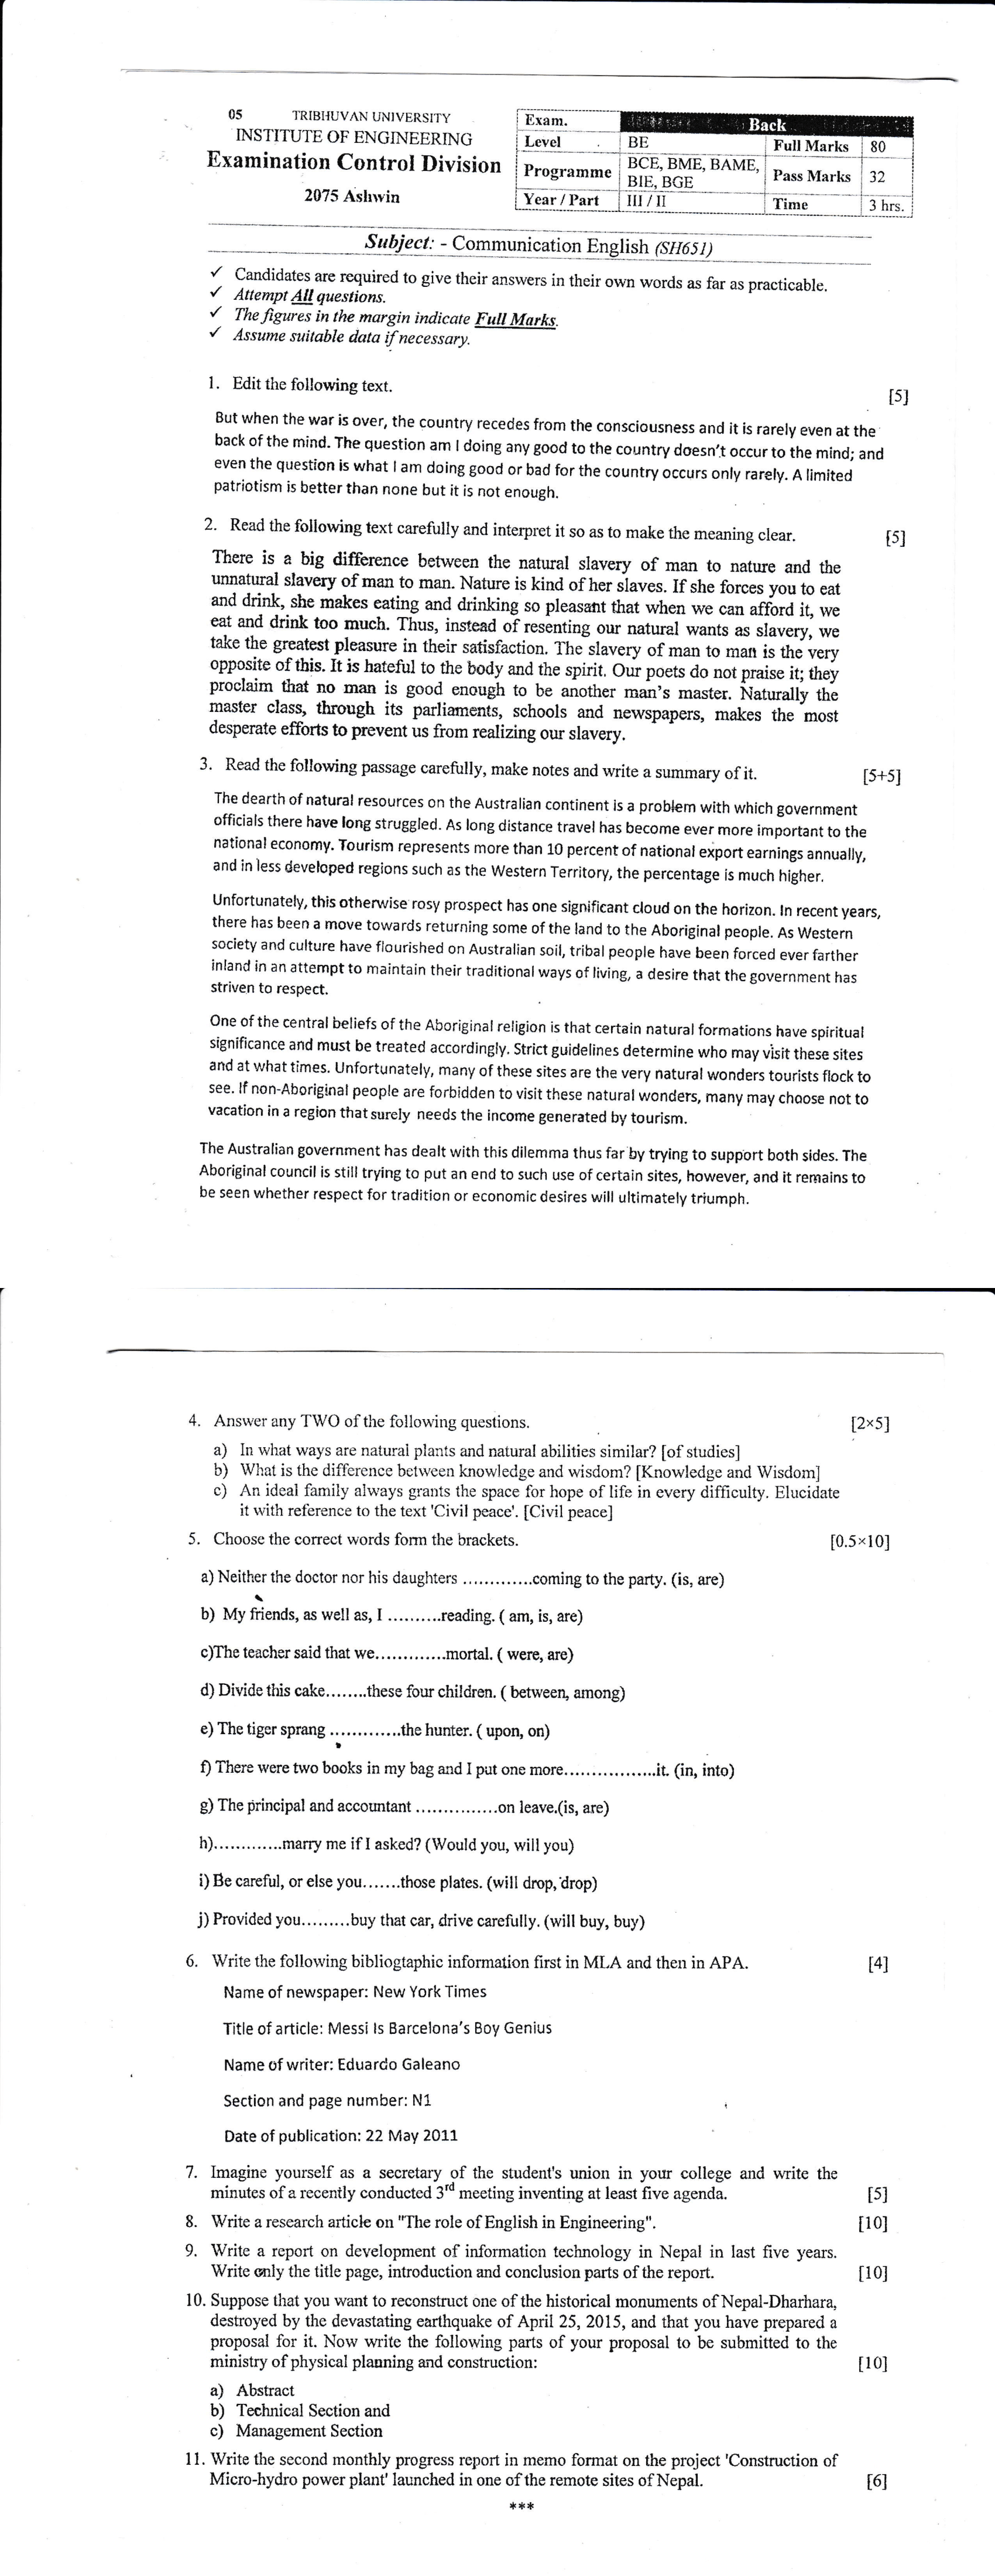 05 TRIBHUVAN UNIVERSITY
INSTITUTE OF ENGINEERING
Examination Control Division
2075 Ashwin
Exam. Back
Level BE Full Marks 80
Programme BCE, BME, BAME, BIE, BGE Pass Marks 32
Year / Part III / II Time 3 hrs.
Subject: - Communication English (SH651)
✓ Candidates are required to give their answers in their own words as far as practicable.
✓ Attempt All questions.
✓ The figures in the margin indicate Full Marks.
✓ Assume suitable data if necessary.
1. Edit the following text. [5]
But when the war is over, the country recedes from the consciousness and it is rarely even at the
back of the mind. The question am I doing any good to the country doesn't occur to the mind; and
even the question is what I am doing good or bad for the country occurs only rarely. A limited
patriotism is better than none but it is not enough.
2. Read the following text carefully and interpret it so as to make the meaning clear. [5]
There is a big difference between the natural slavery of man to nature and the
unnatural slavery of man to man. Nature is kind of her slaves. If she forces you to eat
and drink, she makes eating and drinking so pleasant that when we can afford it, we
eat and drink too much. Thus, instead of resenting our natural wants as slavery, we
take the greatest pleasure in their satisfaction. The slavery of man to man is the very
opposite of this. It is hateful to the body and the spirit. Our poets do not praise it; they
proclaim that no man is good enough to be another man's master. Naturally the
master class, through its parliaments, schools and newspapers, makes the most
desperate efforts to prevent us from realizing our slavery.
3. Read the following passage carefully, make notes and write a summary of it. [5+5]
The dearth of natural resources on the Australian continent is a problem with which government
officials there have long struggled. As long distance travel has become ever more important to the
national economy. Tourism represents more than 10 percent of national export earnings annually,
and in less developed regions such as the Western Territory, the percentage is much higher.
Unfortunately, this otherwise rosy prospect has one significant cloud on the horizon. In recent years,
there has been a move towards returning some of the land to the Aboriginal people. As Western
society and culture have flourished on Australian soil, tribal people have been forced ever farther
inland in an attempt to maintain their traditional ways of living, a desire that the government has
striven to respect.
One of the central beliefs of the Aboriginal religion is that certain natural formations have spiritual
significance and must be treated accordingly. Strict guidelines determine who may visit these sites
and at what times. Unfortunately, many of these sites are the very natural wonders tourists flock to
see. If non-Aboriginal people are forbidden to visit these natural wonders, many may choose not to
vacation in a region that surely needs the income generated by tourism.
The Australian government has dealt with this dilemma thus far by trying to support both sides. The
Aboriginal council is still trying to put an end to such use of certain sites, however, and it remains to
be seen whether respect for tradition or economic desires will ultimately triumph.
4. Answer any TWO of the following questions. [2×5]
a) In what ways are natural plants and natural abilities similar? [of studies]
b) What is the difference between knowledge and wisdom? [Knowledge and Wisdom]
c) An ideal family always grants the space for hope of life in every difficulty. Elucidate
it with reference to the text 'Civil peace'. [Civil peace]
5. Choose the correct words form the brackets. [0.5×10]
a) Neither the doctor nor his daughters .............coming to the party. (is, are)
b) My friends, as well as, I ..........reading. ( am, is, are)
c)The teacher said that we.............mortal. ( were, are)
d) Divide this cake........these four children. ( between, among)
e) The tiger sprang .............the hunter. ( upon, on)
f) There were two books in my bag and I put one more.................it. (in, into)
g) The principal and accountant ...............on leave.(is, are)
h).............marry me if I asked? (Would you, will you)
i) Be careful, or else you.......those plates. (will drop, drop)
j) Provided you.........buy that car, drive carefully. (will buy, buy)
6. Write the following bibliogtaphic information first in MLA and then in APA. [4]
Name of newspaper: New York Times
Title of article: Messi Is Barcelona's Boy Genius
Name of writer: Eduardo Galeano
Section and page number: N1
Date of publication: 22 May 2011
7. Imagine yourself as a secretary of the student's union in your college and write the
minutes of a recently conducted 3rd meeting inventing at least five agenda. [5]
8. Write a research article on "The role of English in Engineering". [10]
9. Write a report on development of information technology in Nepal in last five years.
Write only the title page, introduction and conclusion parts of the report. [10]
10. Suppose that you want to reconstruct one of the historical monuments of Nepal-Dharhara,
destroyed by the devastating earthquake of April 25, 2015, and that you have prepared a
proposal for it. Now write the following parts of your proposal to be submitted to the
ministry of physical planning and construction: [10]
a) Abstract
b) Technical Section and
c) Management Section
11. Write the second monthly progress report in memo format on the project 'Construction of
Micro-hydro power plant' launched in one of the remote sites of Nepal. [6]
***